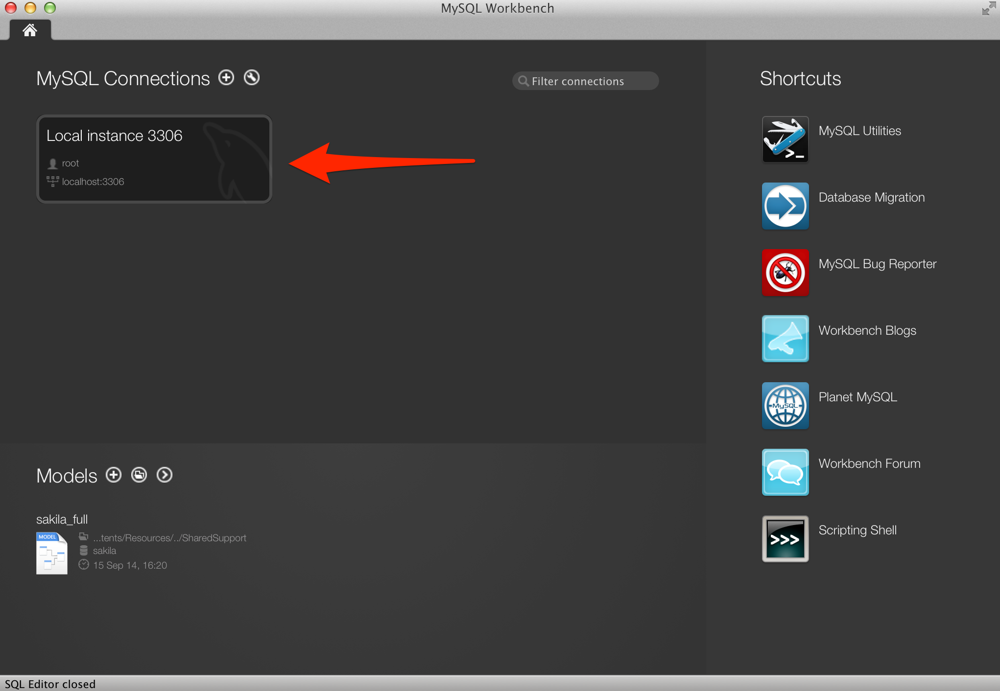 MySQL Workbench
MySQL Connections
Filter connections
Local instance 3306
root
localhost:3306
Shortcuts
MySQL Utilities
>_
Database Migration
MySQL Bug Reporter
Workbench Blogs
Planet MySQL
MySQL
Workbench Forum
Scripting Shell
>>>
Models
sakila_full
MODEL
...tents/Resources/../SharedSupport
sakila
15 Sep 14, 16:20
SQL Editor closed